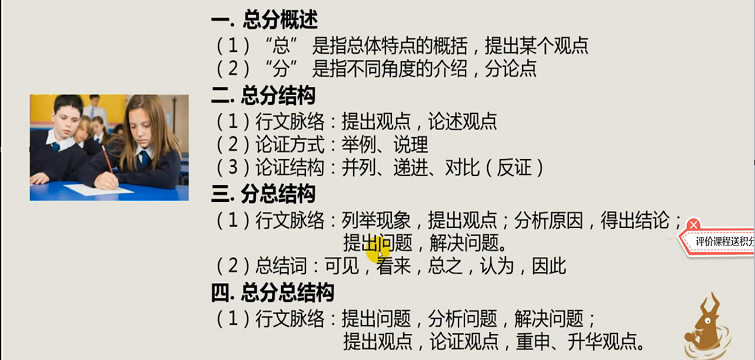 一. 总分概述
（1）“总” 是指总体特点的概括，提出某个观点
（2）“分” 是指不同角度的介绍，分论点
二. 总分结构
（1）行文脉络：提出观点，论述观点
（2）论证方式：举例、说理
（3）论证结构：并列、递进、对比（反证）
三. 分总结构
（1）行文脉络：列举现象，提出观点；分析原因，得出结论；
提出问题，解决问题。
（2）总结词：可见，看来，总之，认为，因此
四. 总分总结构
（1）行文脉络：提出问题，分析问题，解决问题；
提出观点，论证观点，重申、升华观点。
评价课程送积分